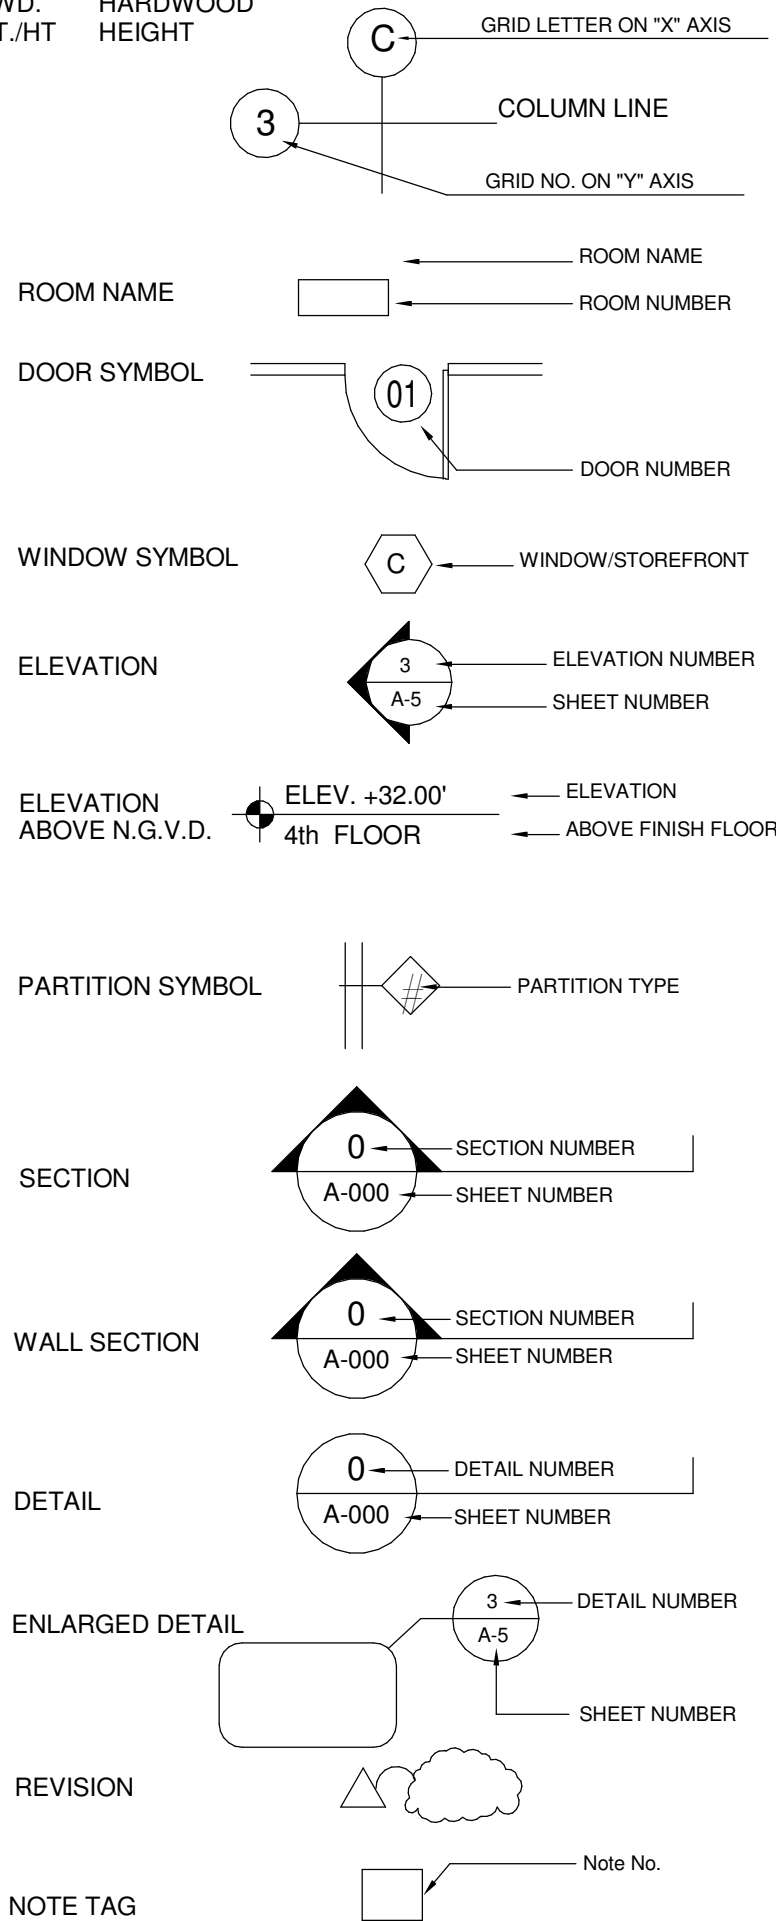 HARDWOOD
T./HT HEIGHT
C
GRID LETTER ON "X" AXIS
3
COLUMN LINE
GRID NO. ON "Y" AXIS
ROOM NAME
ROOM NAME
ROOM NUMBER
DOOR SYMBOL
01
DOOR NUMBER
WINDOW SYMBOL
C
WINDOW/STOREFRONT
ELEVATION
3
A-5
ELEVATION NUMBER
SHEET NUMBER
ELEVATION
ABOVE N.G.V.D.
ELEV. +32.00'
4th FLOOR
ELEVATION
ABOVE FINISH FLOOR
PARTITION SYMBOL
#
PARTITION TYPE
SECTION
0
A-000
SECTION NUMBER
SHEET NUMBER
WALL SECTION
0
A-000
SECTION NUMBER
SHEET NUMBER
DETAIL
0
A-000
DETAIL NUMBER
SHEET NUMBER
ENLARGED DETAIL
3
A-5
DETAIL NUMBER
SHEET NUMBER
REVISION
NOTE TAG
Note No.